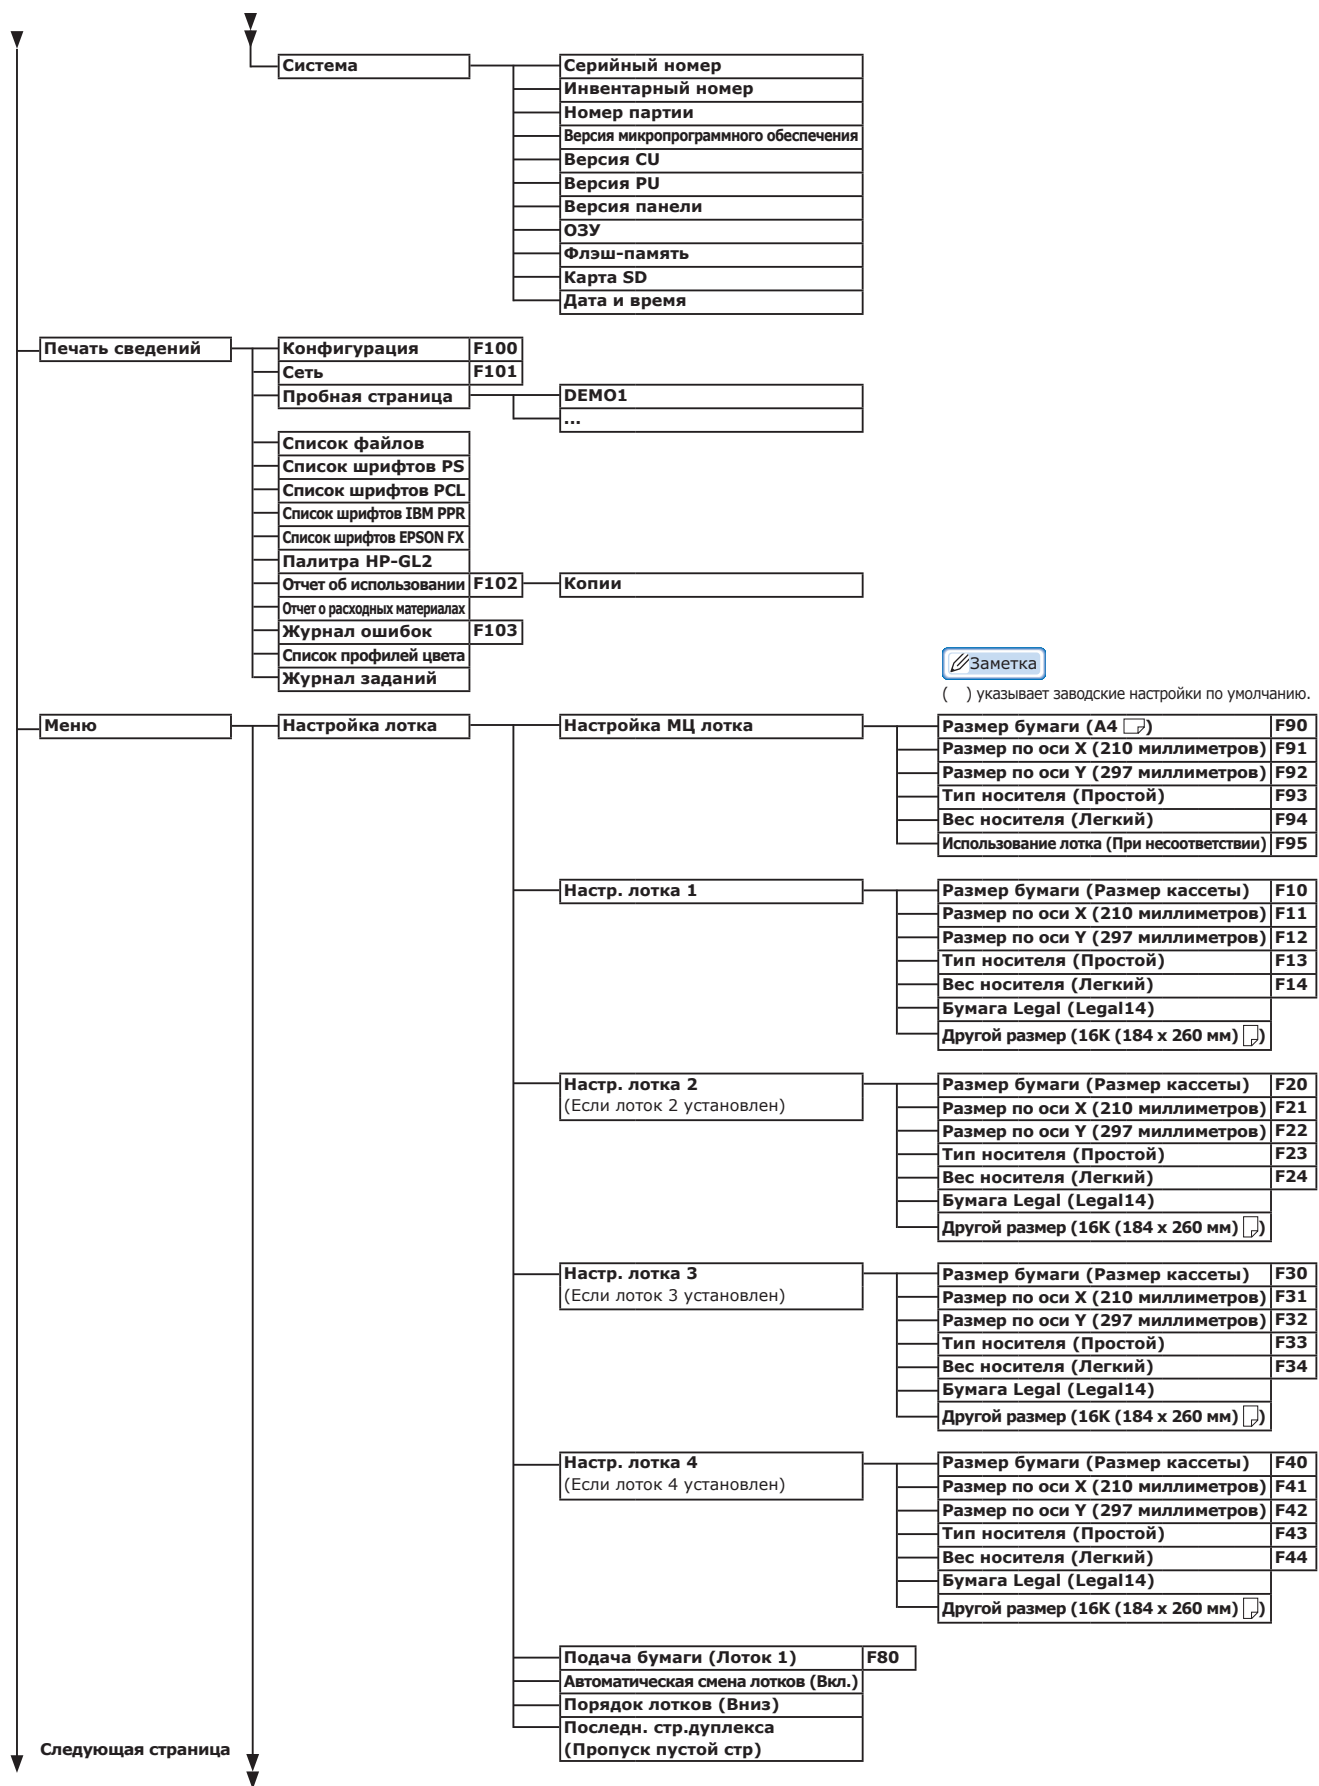 Система
Серийный номер
Инвентарный номер
Номер партии
Версия микропрограммного обеспечения
Версия CU
Версия PU
Версия панели
ОЗУ
Флэш-память
Карта SD
Дата и время
Печать сведений
Конфигурация F100
Сеть F101
Пробная страница
DEMO1
...
Список файлов
Список шрифтов PS
Список шрифтов PCL
Список шрифтов IBM PPR
Список шрифтов EPSON FX
Палитра HP-GL2
Отчет об использовании F102
Копии
Отчет о расходных материалах
Журнал ошибок F103
Список профилей цвета
Журнал заданий
Заметка
( ) указывает заводские настройки по умолчанию.
Меню
Настройка лотка
Настройка МЦ лотка
Размер бумаги (A4 ) F90
Размер по оси X (210 миллиметров) F91
Размер по оси Y (297 миллиметров) F92
Тип носителя (Простой) F93
Вес носителя (Легкий) F94
Использование лотка (При несоответствии) F95
Настр. лотка 1
Размер бумаги (Размер кассеты) F10
Размер по оси X (210 миллиметров) F11
Размер по оси Y (297 миллиметров) F12
Тип носителя (Простой) F13
Вес носителя (Легкий) F14
Бумага Legal (Legal14)
Другой размер (16K (184 x 260 мм) )
Настр. лотка 2
(Если лоток 2 установлен)
Размер бумаги (Размер кассеты) F20
Размер по оси X (210 миллиметров) F21
Размер по оси Y (297 миллиметров) F22
Тип носителя (Простой) F23
Вес носителя (Легкий) F24
Бумага Legal (Legal14)
Другой размер (16K (184 x 260 мм) )
Настр. лотка 3
(Если лоток 3 установлен)
Размер бумаги (Размер кассеты) F30
Размер по оси X (210 миллиметров) F31
Размер по оси Y (297 миллиметров) F32
Тип носителя (Простой) F33
Вес носителя (Легкий) F34
Бумага Legal (Legal14)
Другой размер (16K (184 x 260 мм) )
Настр. лотка 4
(Если лоток 4 установлен)
Размер бумаги (Размер кассеты) F40
Размер по оси X (210 миллиметров) F41
Размер по оси Y (297 миллиметров) F42
Тип носителя (Простой) F43
Вес носителя (Легкий) F44
Бумага Legal (Legal14)
Другой размер (16K (184 x 260 мм) )
Подача бумаги (Лоток 1) F80
Автоматическая смена лотков (Вкл.)
Порядок лотков (Вниз)
Последн. стр.дуплекса
(Пропуск пустой стр)
Следующая страница